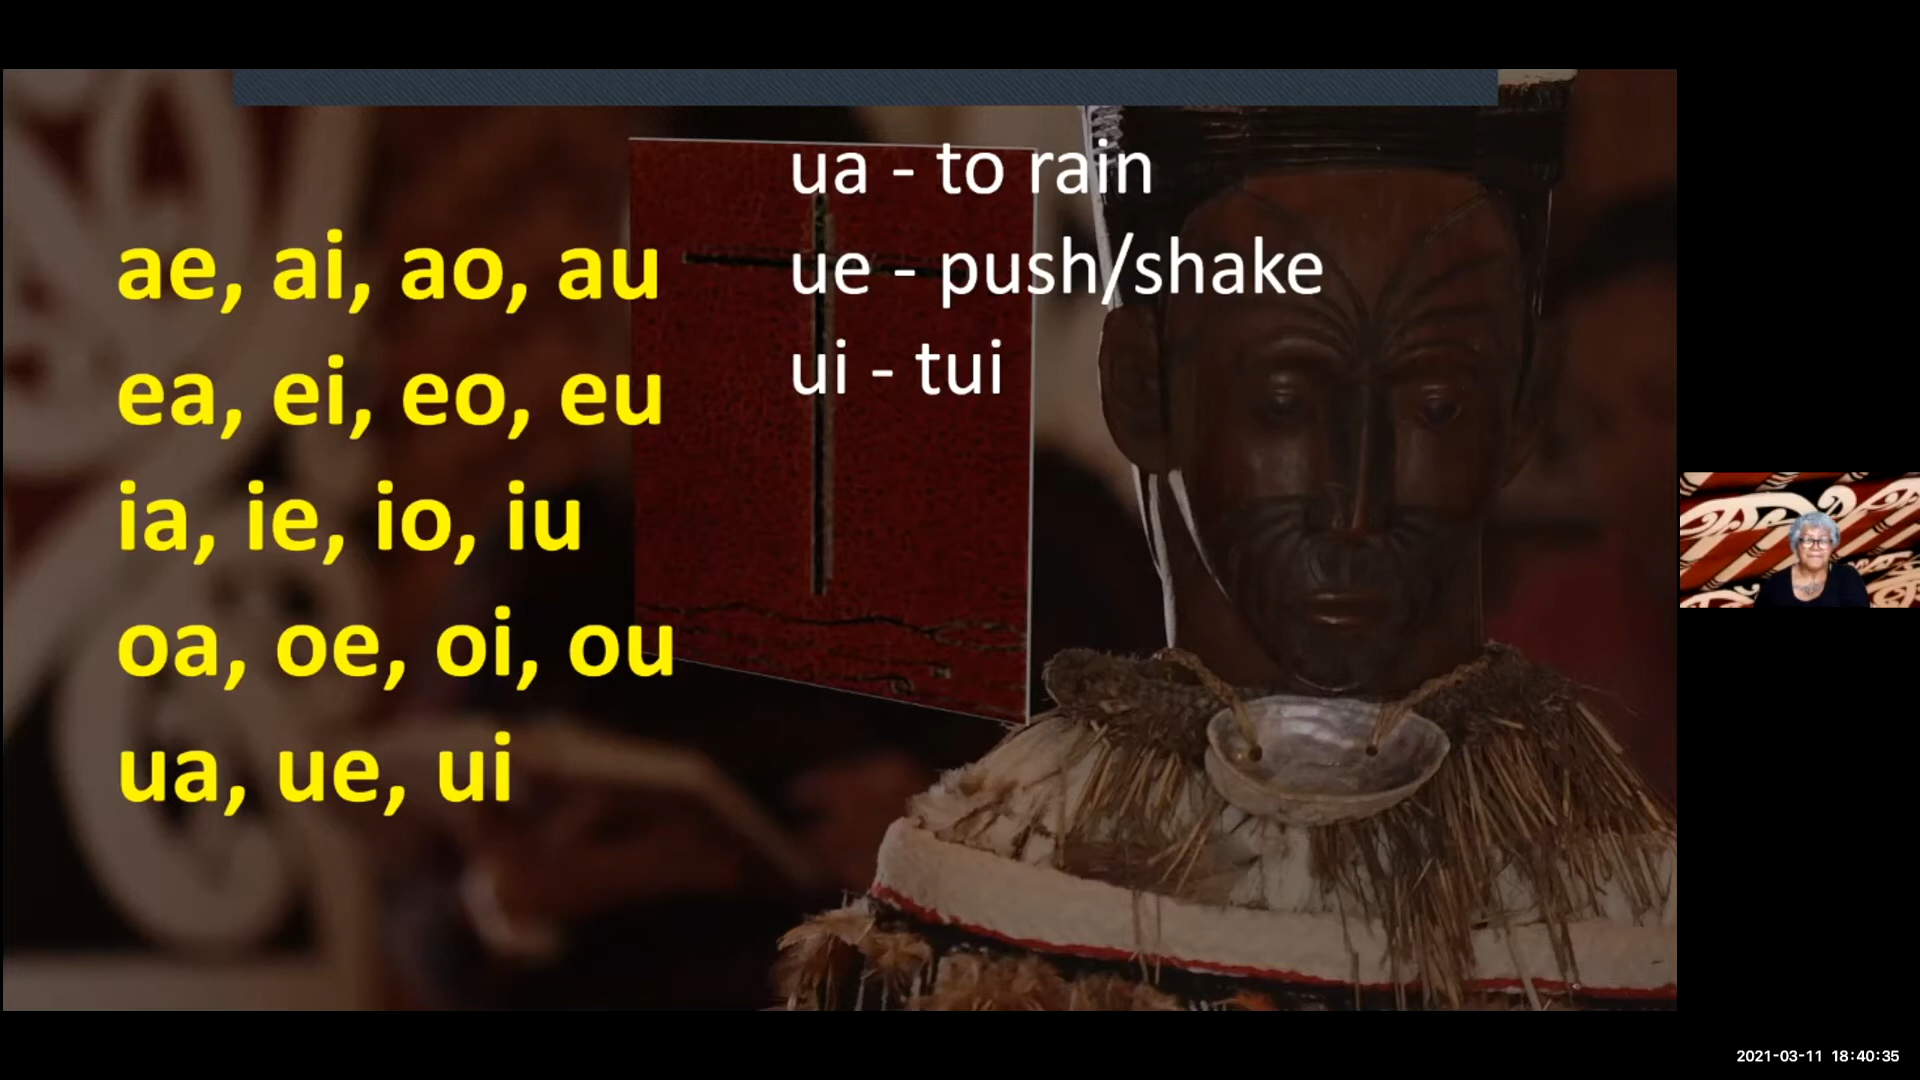 ae, ai, ao, au
ea, ei, eo, eu
ia, ie, io, iu
oa, oe, oi, ou
ua, ue, ui
ua - to rain
ue - push/shake
ui - tui
2021-03-11 18:40:35